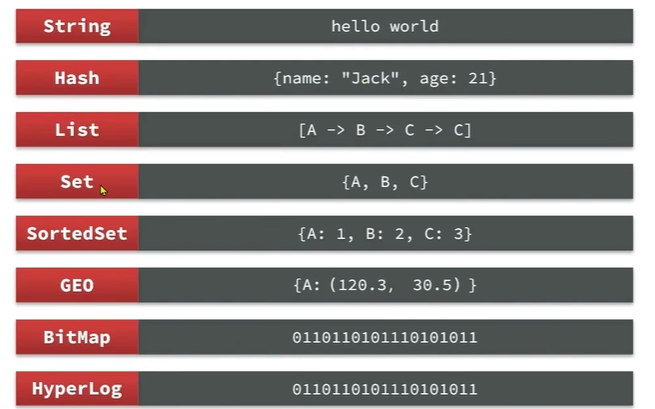 String hello world
Hash {name: "Jack", age: 21}
List [A -> B -> C -> C]
Set {A, B, C}
SortedSet {A: 1, B: 2, C: 3}
GEO {A: (120.3, 30.5) }
BitMap 0110110101110101011
HyperLog 0110110101110101011